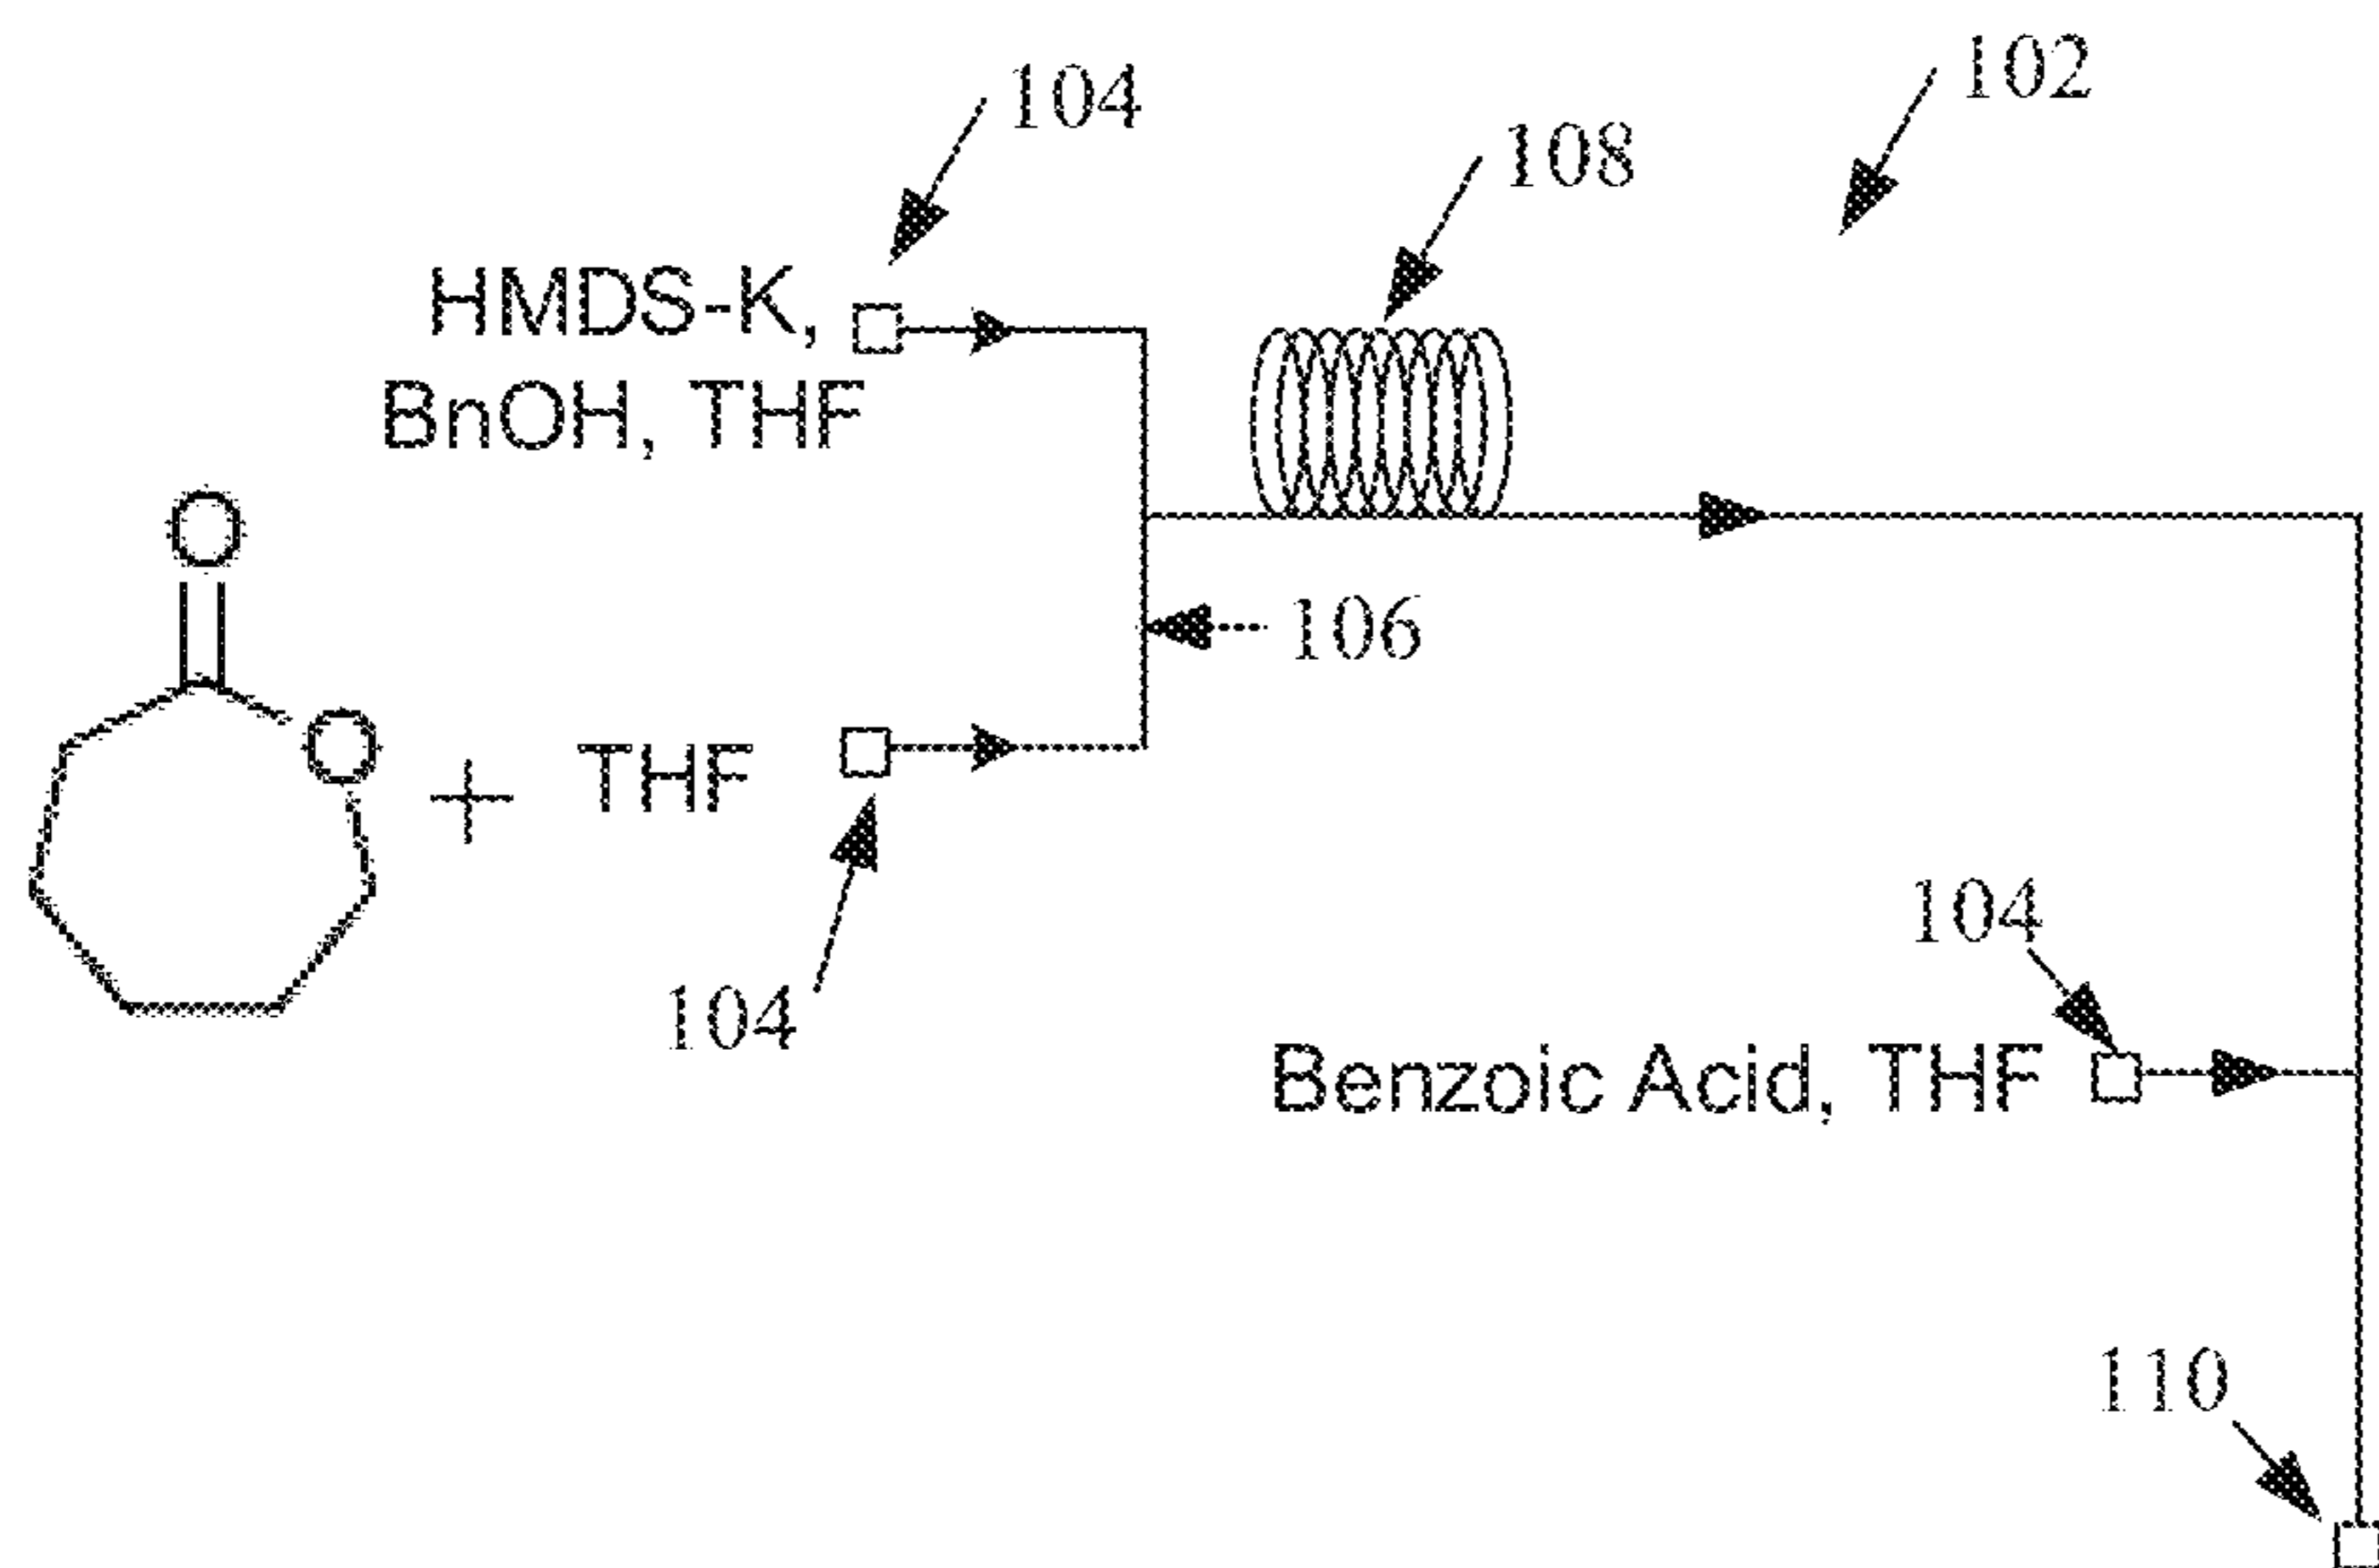 102
104
108
HMDS-K,
BnOH, THF
O
106
O
+ THF
104
104
Benzoic Acid, THF
110